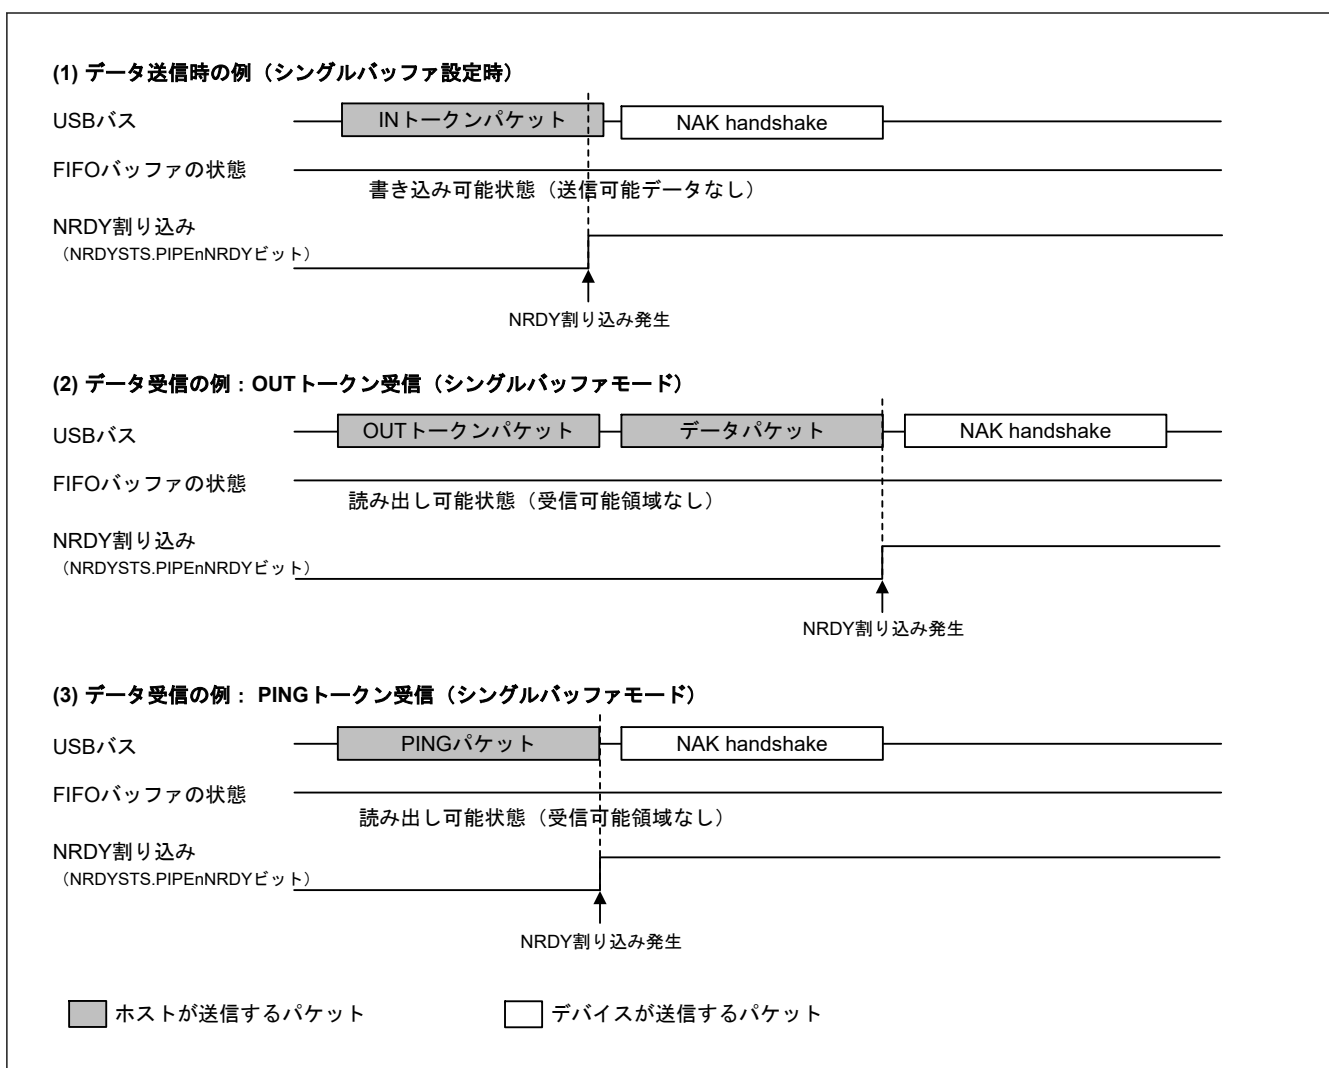 (1) データ送信時の例（シングルバッファ設定時）
USBバス
INトークンパケット
NAK handshake
FIFOバッファの状態
書き込み可能状態（送信可能データなし）
NRDY割り込み
（NRDYSTS.PIPEnNRDYビット）
NRDY割り込み発生
(2) データ受信の例：OUTトークン受信（シングルバッファモード）
USBバス
OUTトークンパケット
データパケット
NAK handshake
FIFOバッファの状態
読み出し可能状態（受信可能領域なし）
NRDY割り込み
（NRDYSTS.PIPEnNRDYビット）
NRDY割り込み発生
(3) データ受信の例： PINGトークン受信（シングルバッファモード）
USBバス
PINGパケット
NAK handshake
FIFOバッファの状態
読み出し可能状態（受信可能領域なし）
NRDY割り込み
（NRDYSTS.PIPEnNRDYビット）
NRDY割り込み発生
ホストが送信するパケット
デバイスが送信するパケット